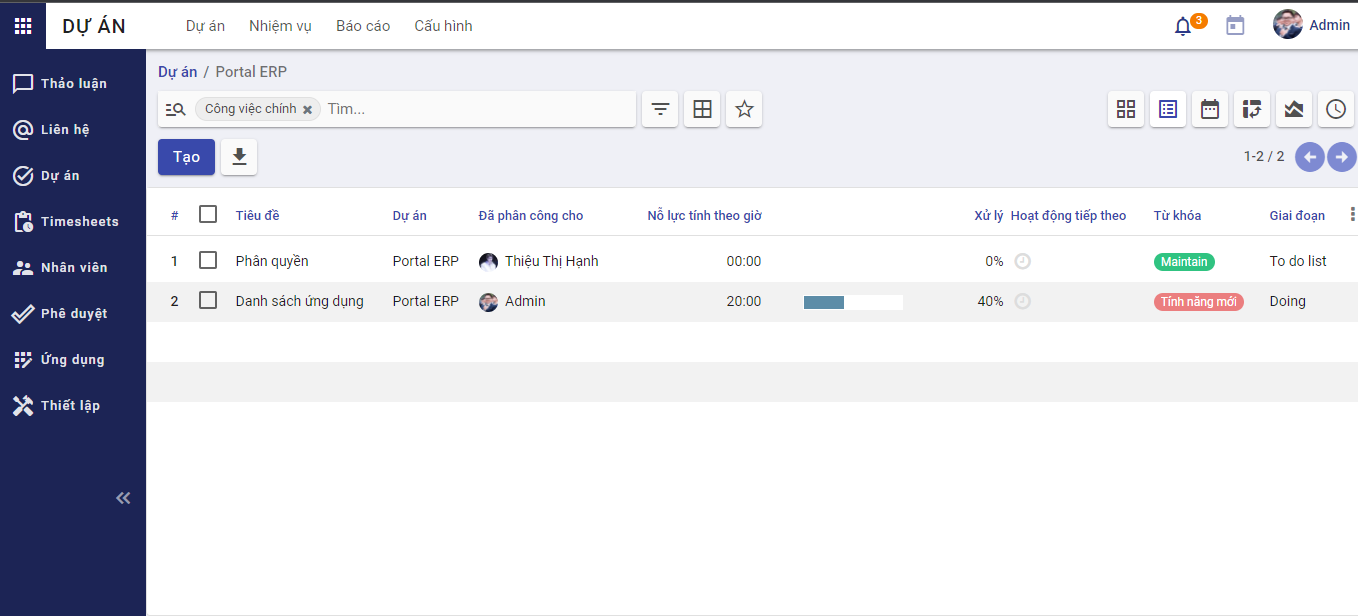 DỰ ÁN
Dự án Nhiệm vụ Báo cáo Cấu hình
3
Admin
Thảo luận
Liên hệ
Dự án
Timesheets
Nhân viên
Phê duyệt
Ứng dụng
Thiết lập
Dự án / Portal ERP
Công việc chính Tìm...
Tạo
1-2 / 2
# Tiêu đề Dự án Đã phân công cho Nỗ lực tính theo giờ Xử lý Hoạt động tiếp theo Từ khóa Giai đoạn
1 Phân quyền Portal ERP Thiệu Thị Hạnh 00:00 0% Maintain To do list
2 Danh sách ứng dụng Portal ERP Admin 20:00 40% Tính năng mới Doing